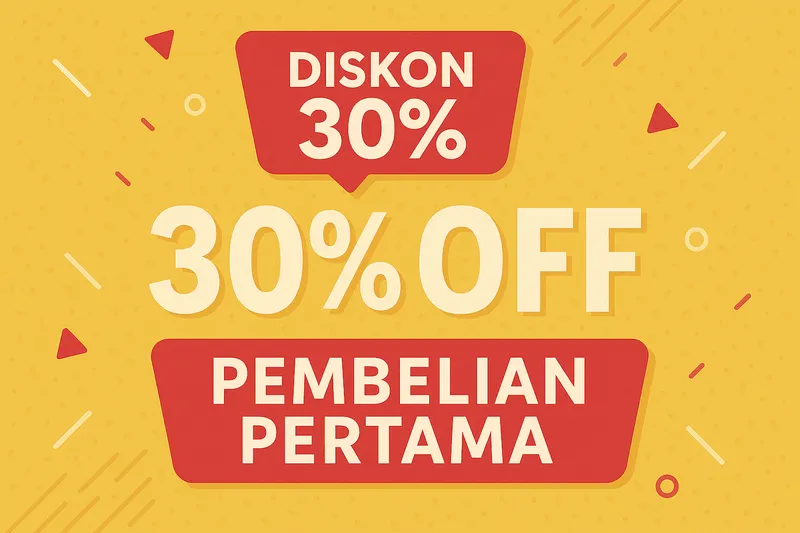 DISKON
30%
30% OFF
PEMBELIAN
PERTAMA